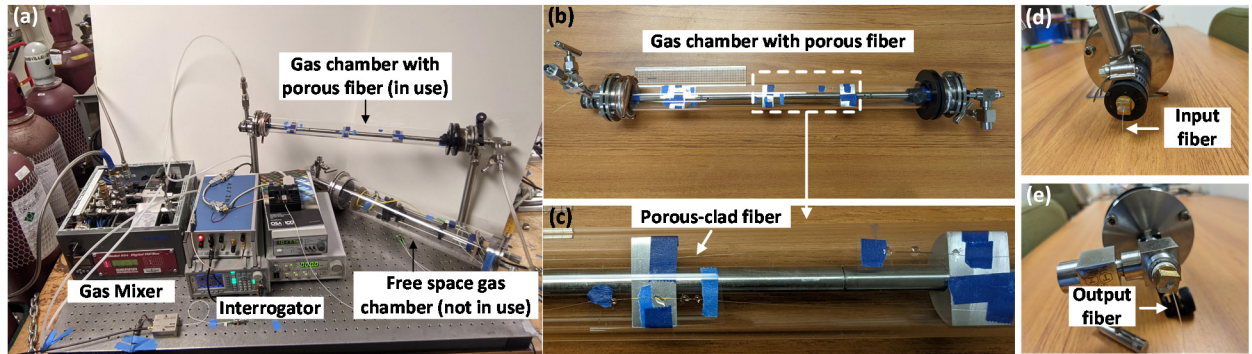 (a)
Gas chamber with
porous fiber (in use)
Gas Mixer
Interrogator
Free space gas
chamber (not in use)
(b)
Gas chamber with porous fiber
(c)
Porous-clad fiber
(d)
Input
fiber
(e)
Output
fiber